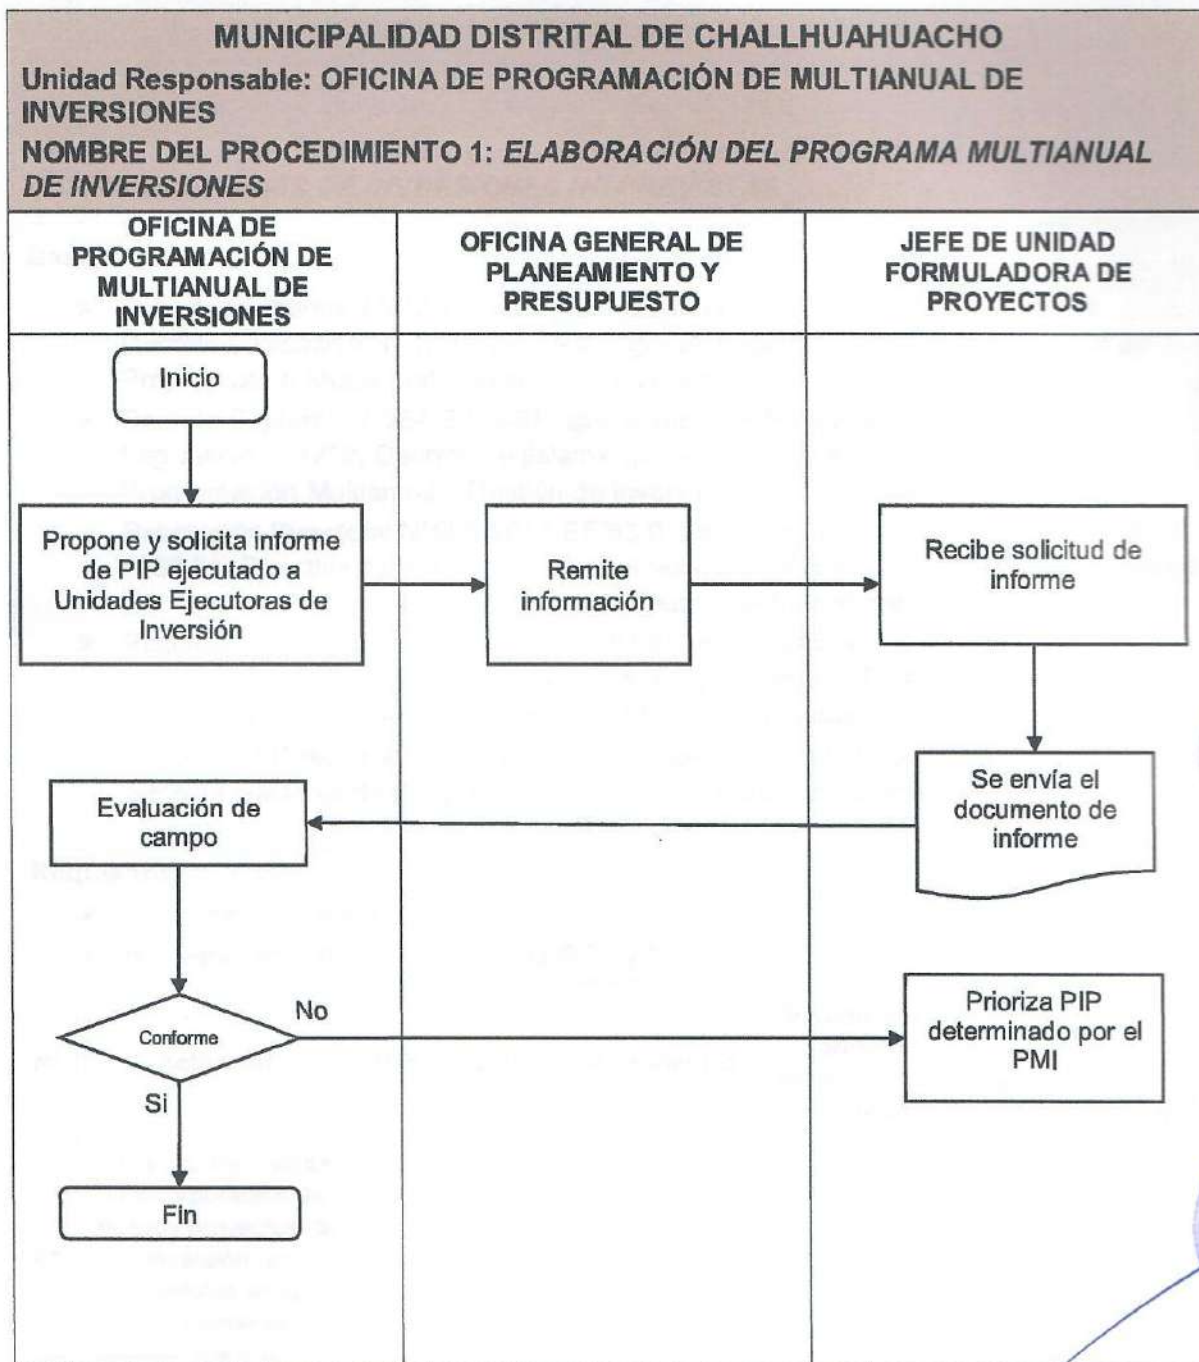 MUNICIPALIDAD DISTRITAL DE CHALLHUAHUACHO
Unidad Responsable: OFICINA DE PROGRAMACIÓN DE MULTIANUAL DE
INVERSIONES
NOMBRE DEL PROCEDIMIENTO 1: ELABORACIÓN DEL PROGRAMA MULTIANUAL
DE INVERSIONES
OFICINA DE
PROGRAMACIÓN DE
MULTIANUAL DE
INVERSIONES
OFICINA GENERAL DE
PLANEAMIENTO Y
PRESUPUESTO
JEFE DE UNIDAD
FORMULADORA DE
PROYECTOS
Inicio
Propone y solicita informe
de PIP ejecutado a
Unidades Ejecutoras de
Inversión
Remite
información
Recibe solicitud de
informe
Se envía el
documento de
informe
Evaluación de
campo
Conforme
No
Prioriza PIP
determinado por el
PMI
Si
Fin